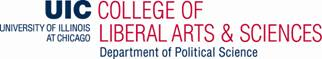 UIC COLLEGE OF
UNIVERSITY OF ILLINOIS
AT CHICAGO
LIBERAL ARTS & SCIENCES
Department of Political Science